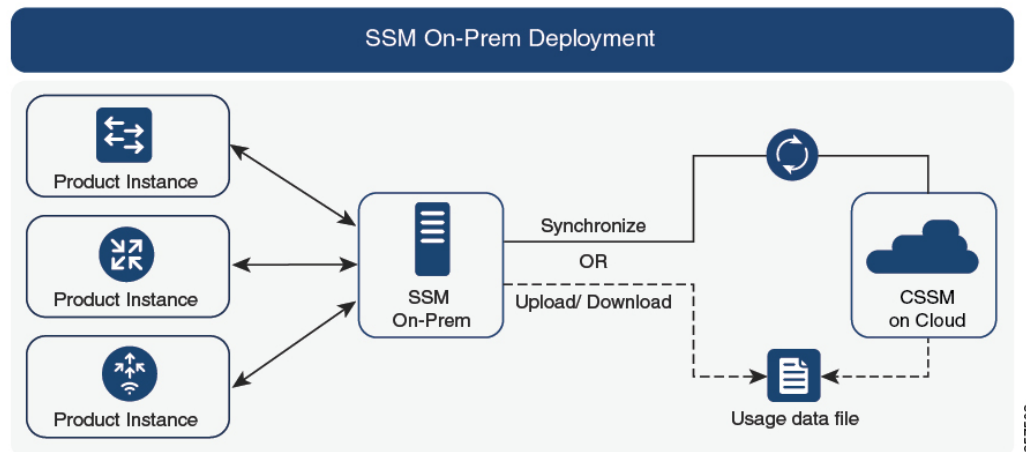 SSM On-Prem Deployment
Product Instance
Product Instance
Product Instance
SSM
On-Prem
Synchronize
OR
Upload/ Download
CSSM
on Cloud
Usage data file